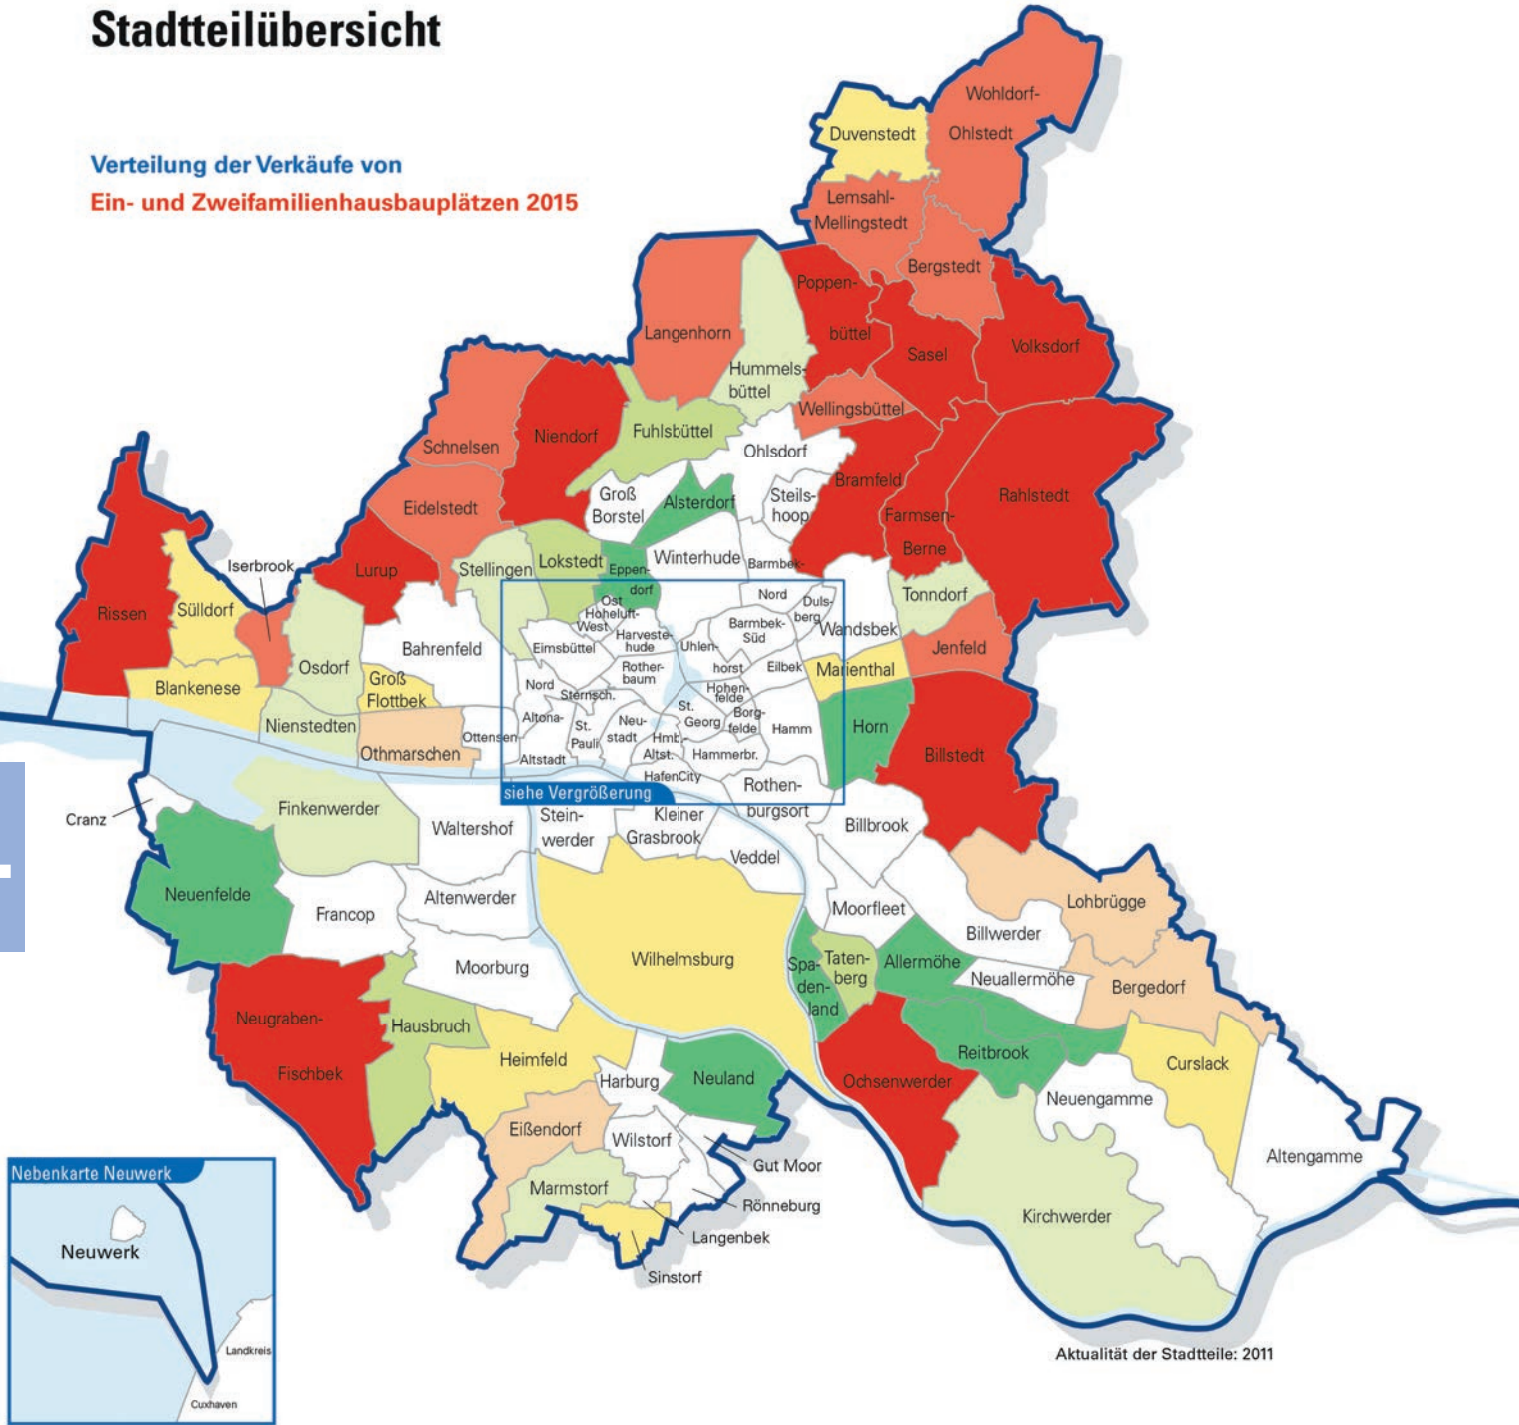 Stadtteilübersicht
Verteilung der Verkäufe von
Ein- und Zweifamilienhausbauplätzen 2015
Wohldorf-
Ohlstedt
Duvenstedt
Lemsahl-
Mellingstedt
Bergstedt
Poppen-
büttel
Langenhorn
Sasel
Volksdorf
Hummels-
büttel
Wellingsbüttel
Schnelsen
Niendorf
Fuhlsbüttel
Ohlsdorf
Bramfeld
Rahlstedt
Groß
Borstel
Alsterdorf
Steils-
hoop
Eidelstedt
Farmsen-
Berne
Iserbrook
Lurup
Stellingen
Lokstedt
Eppen-
dorf
Winterhude
Barmbek-
Nord
Duls-
berg
Tonndorf
Rissen
Sülldorf
Ost
Hoheluft-
West
Harveste-
hude
Barmbek-
Süd
Wandsbek
Bahrenfeld
Eimsbüttel
Uhlen-
horst
Jenfeld
Osdorf
Rother-
baum
Eilbek
Marienthal
Groß
Flottbek
Blankenese
Nord
Sternsch.
Hohen-
felde
Altona-
Altstadt
St.
Pauli
Neu-
stadt
St.
Georg
Borg-
felde
Hamm
Horn
Nienstedten
Ottensen
Othmarschen
Hmb.-
Altst.
Hammerbr.
Billstedt
HafenCity
siehe Vergrößerung
Rothen-
burgsort
Cranz
Finkenwerder
Waltershof
Stein-
werder
Kleiner
Grasbrook
Billbrook
Veddel
Neuenfelde
Altenwerder
Francop
Moorfleet
Lohbrügge
Billwerder
Moorburg
Wilhelmsburg
Spa-
den-
land
Taten-
berg
Allermöhe
Neuallermöhe
Bergedorf
Neugraben-
Fischbek
Hausbruch
Heimfeld
Reitbrook
Curslack
Harburg
Neuland
Ochsenwerder
Neuengamme
Eißendorf
Wilstorf
Gut Moor
Altengamme
Marmstorf
Rönneburg
Langenbek
Kirchwerder
Sinstorf
Nebenkarte Neuwerk
Neuwerk
Landkreis
Cuxhaven
Aktualität der Stadtteile: 2011